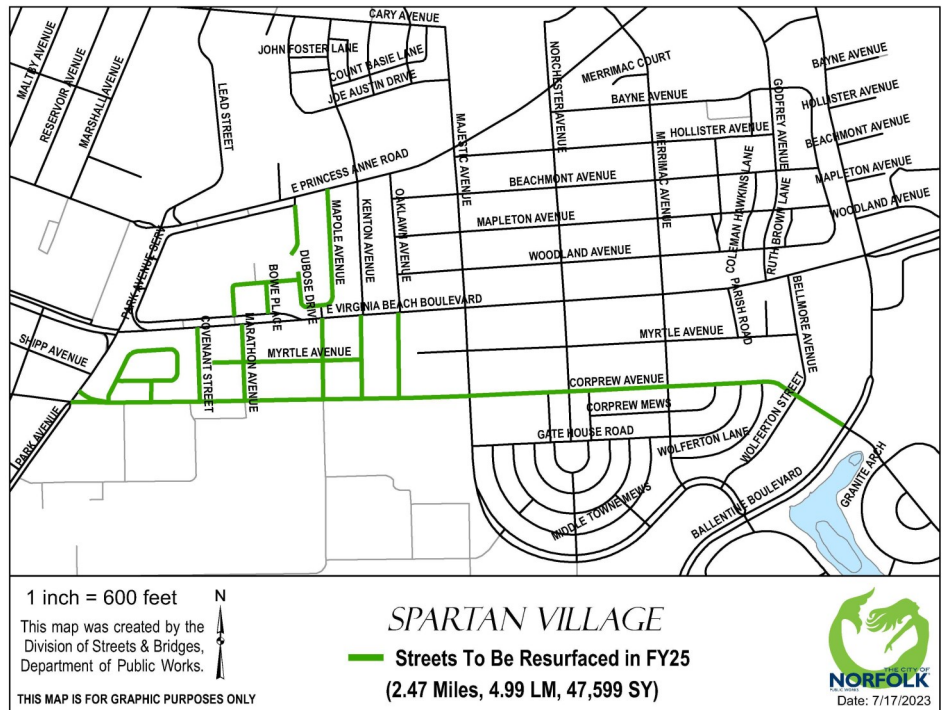 CARY AVENUE
MALTBY AVENUE
RESERVOIR AVENUE
MARSHALL AVENUE
LEAD STREET
JOHN FOSTER LANE
COUNT BASIE LANE
JOE AUSTIN DRIVE
NORCHESTER AVENUE
MERRIMAC COURT
BAYNE AVENUE
GODFREY AVENUE
BAYNE AVENUE
HOLLISTER AVENUE
BEACHMONT AVENUE
MAPLETON AVENUE
WOODLAND AVENUE
MAJESTIC AVENUE
HOLLISTER AVENUE
MERRIMAC AVENUE
E PRINCESS ANNE ROAD
BEACHMONT AVENUE
COLEMAN HAWKINS LANE
RUTH BROWN LANE
MAPOLE AVENUE
KENTON AVENUE
OAKLAWN AVENUE
MAPLETON AVENUE
WOODLAND AVENUE
PARK AVENUE SERV
BOWE PLACE
DUBOSE DRIVE
E VIRGINIA BEACH BOULEVARD
PARISH ROAD
BELLMORE AVENUE
SHIPP AVENUE
COVENANT STREET
MARATHON AVENUE
MYRTLE AVENUE
MYRTLE AVENUE
CORPREW AVENUE
PARK AVENUE
CORPREW MEWS
GATE HOUSE ROAD
WOLFERTON LANE
WOLFERTON STREET
MIDDLE TOWNE MEWS
BALLENTINE BOULEVARD
GRANITE ARCH
1 inch = 600 feet
N
This map was created by the
Division of Streets & Bridges,
Department of Public Works.
THIS MAP IS FOR GRAPHIC PURPOSES ONLY
SPARTAN VILLAGE
Streets To Be Resurfaced in FY25
(2.47 Miles, 4.99 LM, 47,599 SY)
THE CITY OF
NORFOLK
PUBLIC WORKS
Date: 7/17/2023